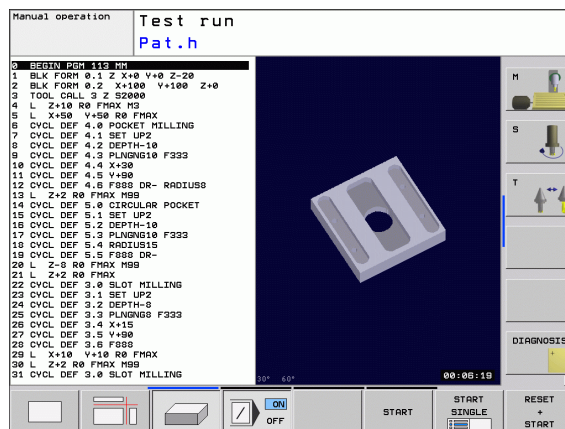 Manual operation
Test run
Pat.h
0 BEGIN PGM 113 MM
1 BLK FORM 0.1 Z X+0 Y+0 Z-20
2 BLK FORM 0.2 X+100 Y+100 Z+0
3 TOOL CALL 3 Z S2000
4 L Z+10 R0 FMAX M3
5 L X+50 Y+50 R0 FMAX
6 CYCL DEF 4.0 POCKET MILLING
7 CYCL DEF 4.1 SET UP2
8 CYCL DEF 4.2 DEPTH-10
9 CYCL DEF 4.3 PLNGNG10 F333
10 CYCL DEF 4.4 X+30
11 CYCL DEF 4.5 Y+90
12 CYCL DEF 4.6 F888 DR- RADIUS8
13 L Z+2 R0 FMAX M99
14 CYCL DEF 5.0 CIRCULAR POCKET
15 CYCL DEF 5.1 SET UP2
16 CYCL DEF 5.2 DEPTH-10
17 CYCL DEF 5.3 PLNGNG10 F333
18 CYCL DEF 5.4 RADIUS15
19 CYCL DEF 5.5 F888 DR-
20 L Z-8 R0 FMAX M99
21 L Z+2 R0 FMAX
22 CYCL DEF 3.0 SLOT MILLING
23 CYCL DEF 3.1 SET UP2
24 CYCL DEF 3.2 DEPTH-8
25 CYCL DEF 3.3 PLNGNG8 F333
26 CYCL DEF 3.4 X+15
27 CYCL DEF 3.5 Y+90
28 CYCL DEF 3.6 F888
29 L X+10 Y+10 R0 FMAX
30 L Z+2 R0 FMAX M99
31 CYCL DEF 3.0 SLOT MILLING
30° 60°
00:06:19
M
S
T
DIAGNOSIS
ON
OFF
START
START
SINGLE
RESET
+
START